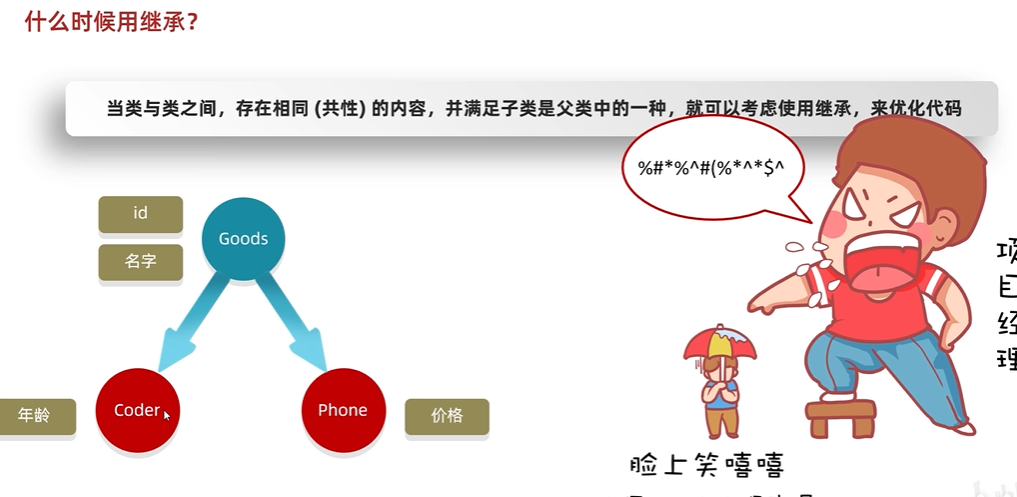 什么时候用继承?
当类与类之间，存在相同 (共性) 的内容，并满足子类是父类中的一种，就可以考虑使用继承，来优化代码
%#*%^#(%*^*$^
id
Goods
名字
项目经理
年龄
Coder
Phone
价格
脸上笑嘻嘻